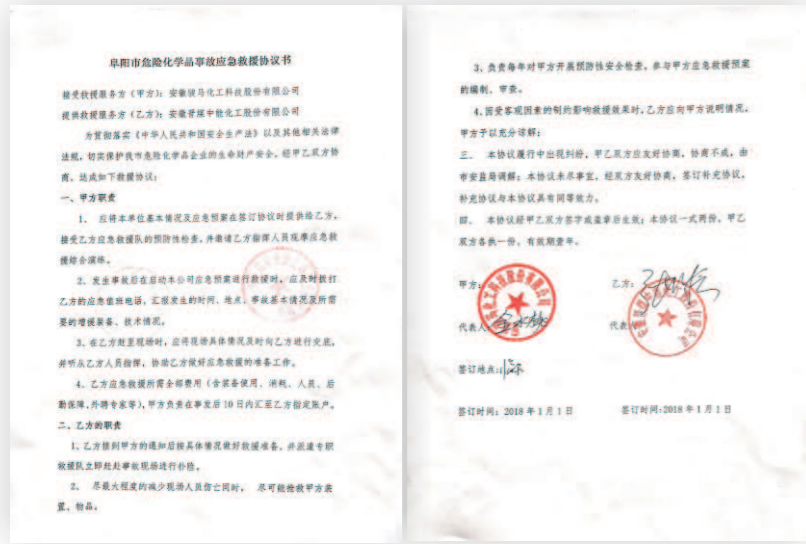 阜阳市危险化学品事故应急救援协议书
接受救援服务方（甲方）：安徽骏马化工科技股份有限公司
提供救援服务方（乙方）：安徽晋煤中能化工股份有限公司
为贯彻落实《中华人民共和国安全生产法》以及其他相关法律
法规，切实保护我市危险化学品企业的生命财产安全，经甲乙双方协
商，达成如下救援协议：
一、甲方职责
1、 应将本单位基本情况及应急预案在签订协议时提供给乙方，
接受乙方应急救援队的预防性检查，并邀请乙方指挥人员观摩应急救
援综合演练。
2、发生事故后在启动本公司应急预案进行救援时，应及时拨打
乙方的应急值班电话，汇报发生的时间、地点、事故基本情况及所需
要的增援装备、技术情况。
3、在乙方赶至现场时，应将现场具体情况及时向乙方进行交底，
并听从乙方人员指挥，协助乙方做好应急救援的准备工作。
4、乙方应急救援所需全部费用（含装备使用、消耗、人员、后
勤保障、外聘专家等），甲方负责在事发后10日内汇至乙方指定账户。
二、乙方的职责
1、乙方接到甲方的通知后按具体情况做好救援准备，并派遣专职
救援队立即赶赴事故现场进行抢险。
2、 尽最大程度的减少现场人员伤亡同时， 尽可能抢救甲方装
置、物品。
3、负责每年对甲方开展预防性安全检查，参与甲方应急救援预案
的编制、审查。
4、因受客观因素的制约影响救援效果时，乙方应向甲方说明情况，
甲方予以充分谅解；
三、 本协议履行中出现纠纷，甲乙双方应友好协商，协商不成，由
市安监局调解；本协议未尽事宜，经双方友好协商，签订补充协议，
补充协议与本协议具有同等效力。
四、 本协议经甲乙双方签字或盖章后生效；本协议一式两份，甲乙
双方各执一份，有效期壹年。
甲方： 乙方：
代表人 代表
签订地点：临泉
签订时间：2018年1月1日 签订时间：2018年1月1日